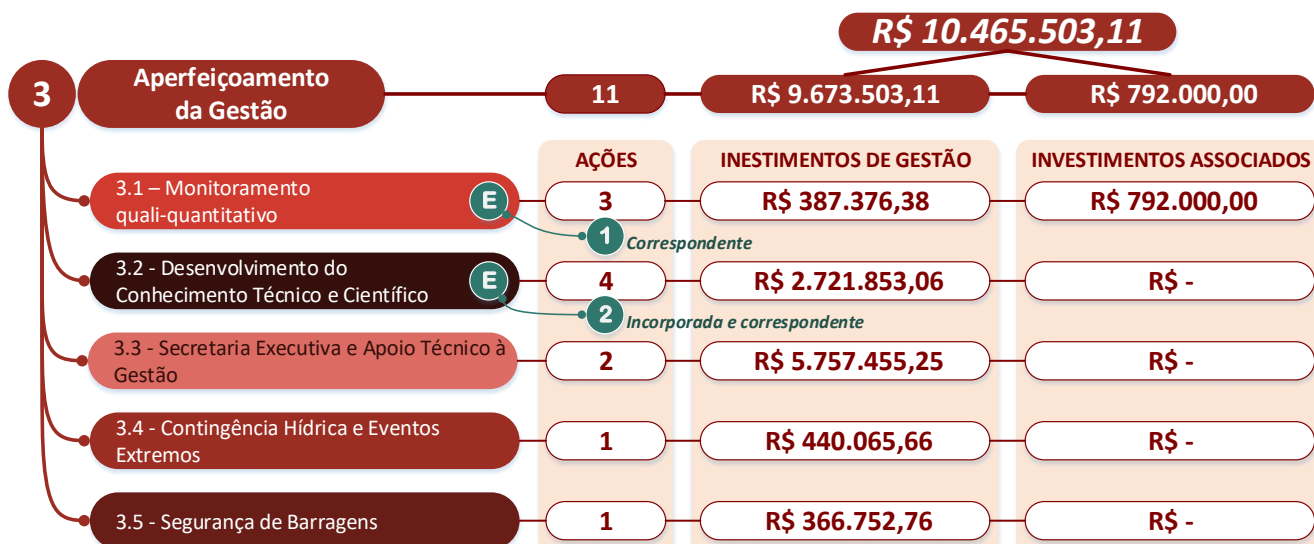 R$ 10.465.503,11
3
Aperfeiçoamento
da Gestão
11
R$ 9.673.503,11
R$ 792.000,00
AÇÕES
INESTIMENTOS DE GESTÃO
INVESTIMENTOS ASSOCIADOS
3.1 – Monitoramento
quali-quantitativo
E
3
R$ 387.376,38
R$ 792.000,00
1 Correspondente
3.2 - Desenvolvimento do
Conhecimento Técnico e Científico
E
4
R$ 2.721.853,06
R$ -
2 Incorporada e correspondente
3.3 - Secretaria Executiva e Apoio Técnico à
Gestão
2
R$ 5.757.455,25
R$ -
3.4 - Contingência Hídrica e Eventos
Extremos
1
R$ 440.065,66
R$ -
3.5 - Segurança de Barragens
1
R$ 366.752,76
R$ -